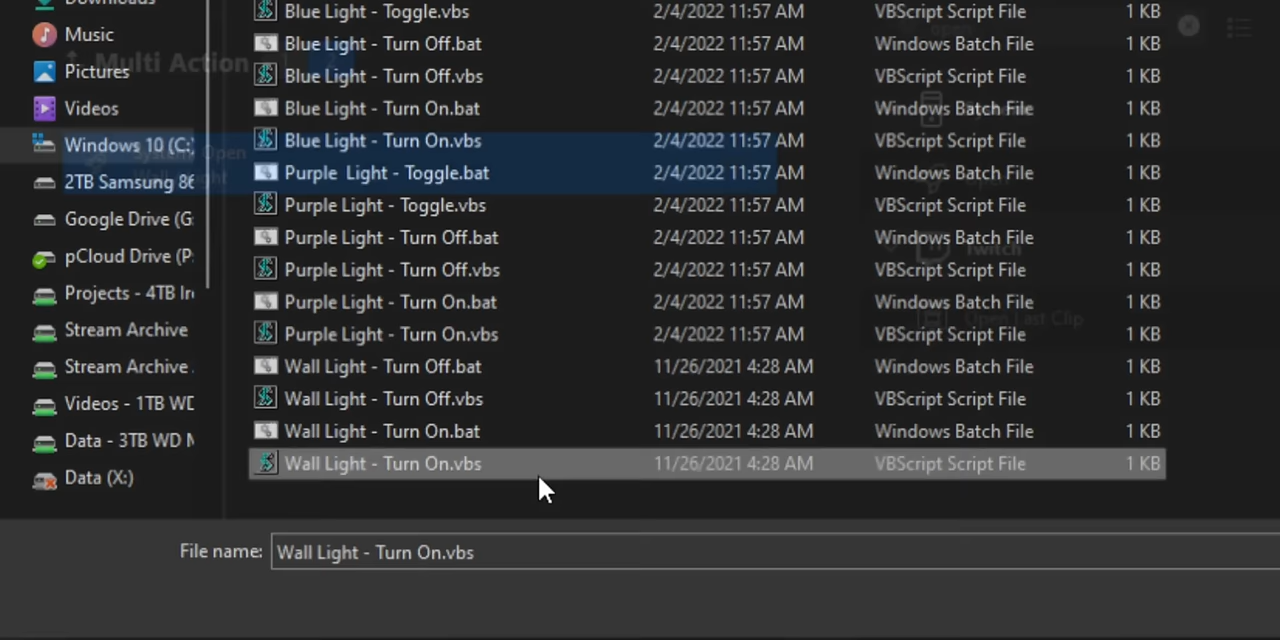 Downloads
Music
Pictures
Videos
Windows 10 (C:)
2TB Samsung 86
Google Drive (G:
pCloud Drive (P:
Projects - 4TB Ir
Stream Archive
Stream Archive
Videos - 1TB WD
Data - 3TB WD
Data (X:)
Multi Action
System: Open
Wall Light
Blue Light - Toggle.vbs 2/4/2022 11:57 AM VBScript Script File 1 KB
Blue Light - Turn Off.bat 2/4/2022 11:57 AM Windows Batch File 1 KB
Blue Light - Turn Off.vbs 2/4/2022 11:57 AM VBScript Script File 1 KB
Blue Light - Turn On.bat 2/4/2022 11:57 AM Windows Batch File 1 KB
Blue Light - Turn On.vbs 2/4/2022 11:57 AM VBScript Script File 1 KB
Purple  Light - Toggle.bat 2/4/2022 11:57 AM Windows Batch File 1 KB
Purple Light - Toggle.vbs 2/4/2022 11:57 AM VBScript Script File 1 KB
Purple Light - Turn Off.bat 2/4/2022 11:57 AM Windows Batch File 1 KB
Purple Light - Turn Off.vbs 2/4/2022 11:57 AM VBScript Script File 1 KB
Purple Light - Turn On.bat 2/4/2022 11:57 AM Windows Batch File 1 KB
Purple Light - Turn On.vbs 2/4/2022 11:57 AM VBScript Script File 1 KB
Wall Light - Turn Off.bat 11/26/2021 4:28 AM Windows Batch File 1 KB
Wall Light - Turn Off.vbs 11/26/2021 4:28 AM VBScript Script File 1 KB
Wall Light - Turn On.bat 11/26/2021 4:28 AM Windows Batch File 1 KB
Wall Light - Turn On.vbs 11/26/2021 4:28 AM VBScript Script File 1 KB
open
System
Open
Twitch
Open Last Clip
File name: Wall Light - Turn On.vbs